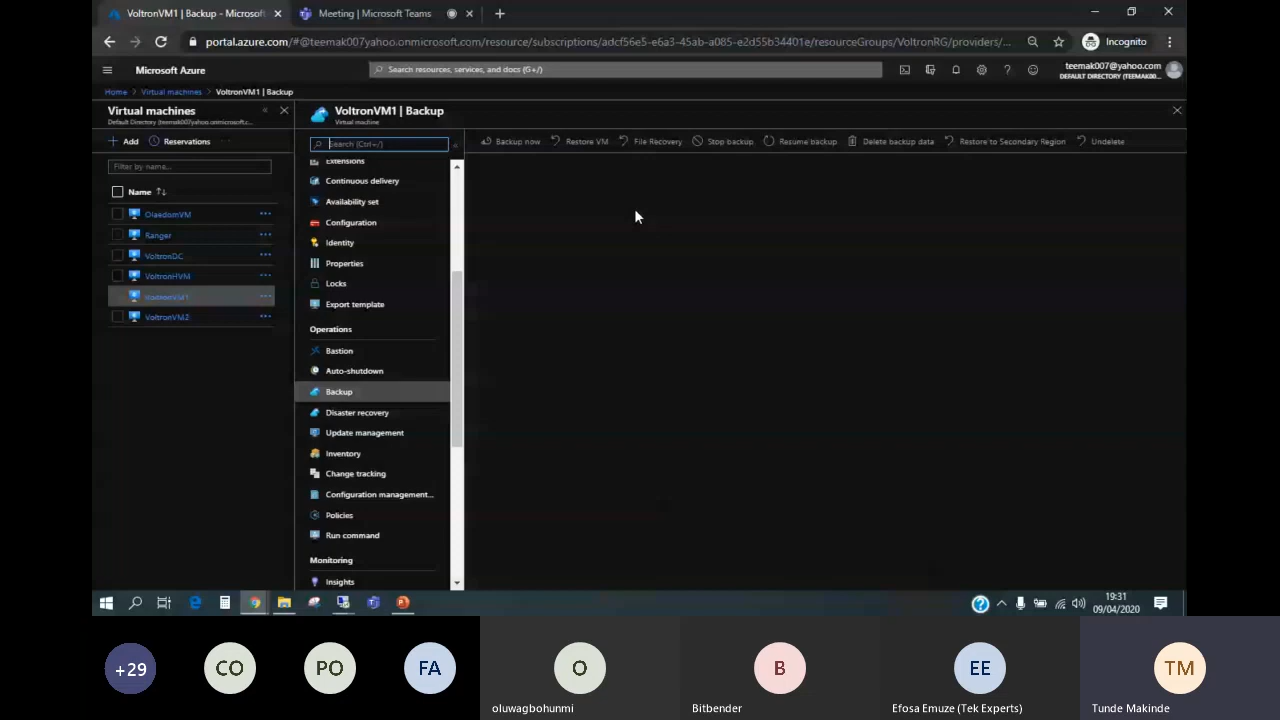 VoltronVM1 | Backup - Microsoft
Meeting | Microsoft Teams
portal.azure.com/#@teemak007yahoo.onmicrosoft.com/resource/subscriptions/adcf56e5-e6a3-45ab-a085-e2d55b34401e/resourceGroups/VoltronRG/providers/...
Incognito
Microsoft Azure
Search resources, services, and docs (G+/)
teemak007@yahoo.com
DEFAULT DIRECTORY (TEEMAK00...
Home > Virtual machines > VoltronVM1 | Backup
Virtual machines
Default Directory (teemak007yahoo.onmicrosoft.c...
Add
Reservations
Filter by name...
Name
OlaedomVM
Ranger
VoltronDC
VoltronHVM
VoltronVM1
VoltronVM2
VoltronVM1 | Backup
Virtual machine
Search (Ctrl+/)
Backup now
Restore VM
File Recovery
Stop backup
Resume backup
Delete backup data
Restore to Secondary Region
Undelete
Extensions
Continuous delivery
Availability set
Configuration
Identity
Properties
Locks
Export template
Operations
Bastion
Auto-shutdown
Backup
Disaster recovery
Update management
Inventory
Change tracking
Configuration management...
Policies
Run command
Monitoring
Insights
19:31
09/04/2020
+29
CO
PO
FA
O
oluwagbohunmi
B
Bitbender
EE
Efosa Emuze (Tek Experts)
TM
Tunde Makinde